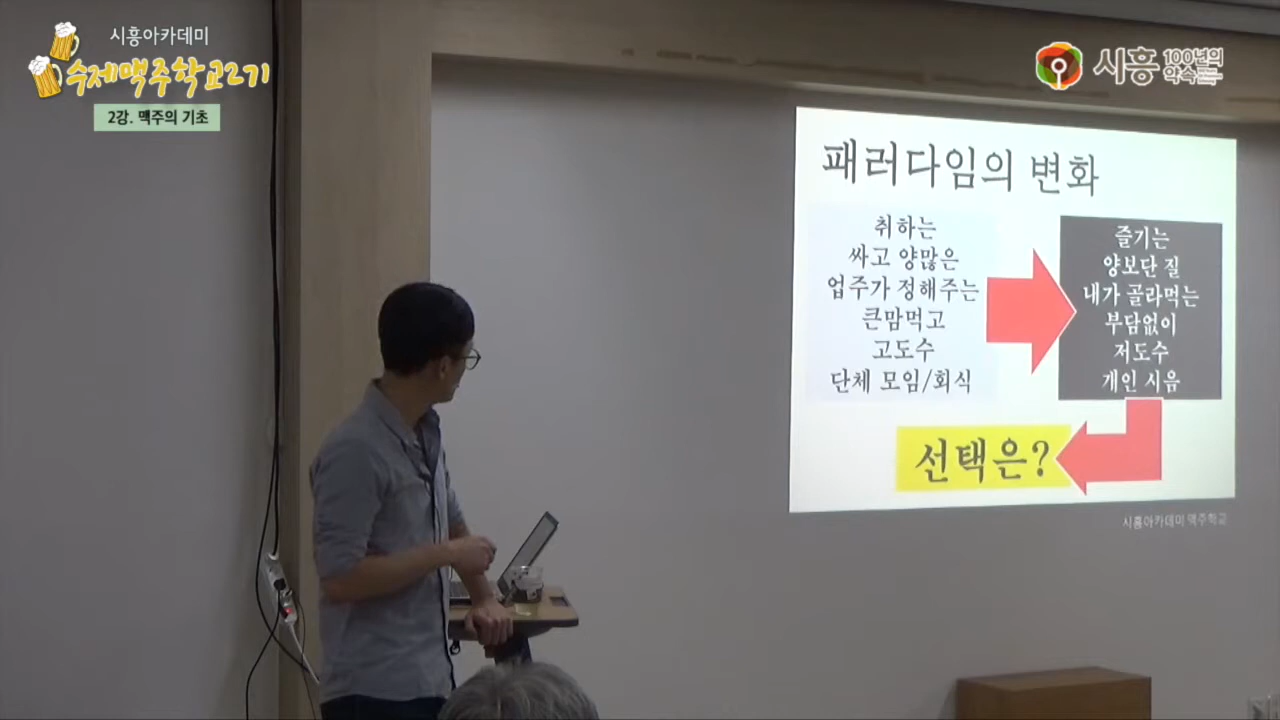 시흥아카데미
수제맥주학교2기
2강. 맥주의 기초
시흥 100년의 약속
패러다임의 변화
취하는
싸고 양많은
업주가 정해주는
큰맘먹고
고도수
단체 모임/회식
즐기는
양보단 질
내가 골라먹는
부담없이
저도수
개인 시음
선택은?
시흥아카데미 맥주학교